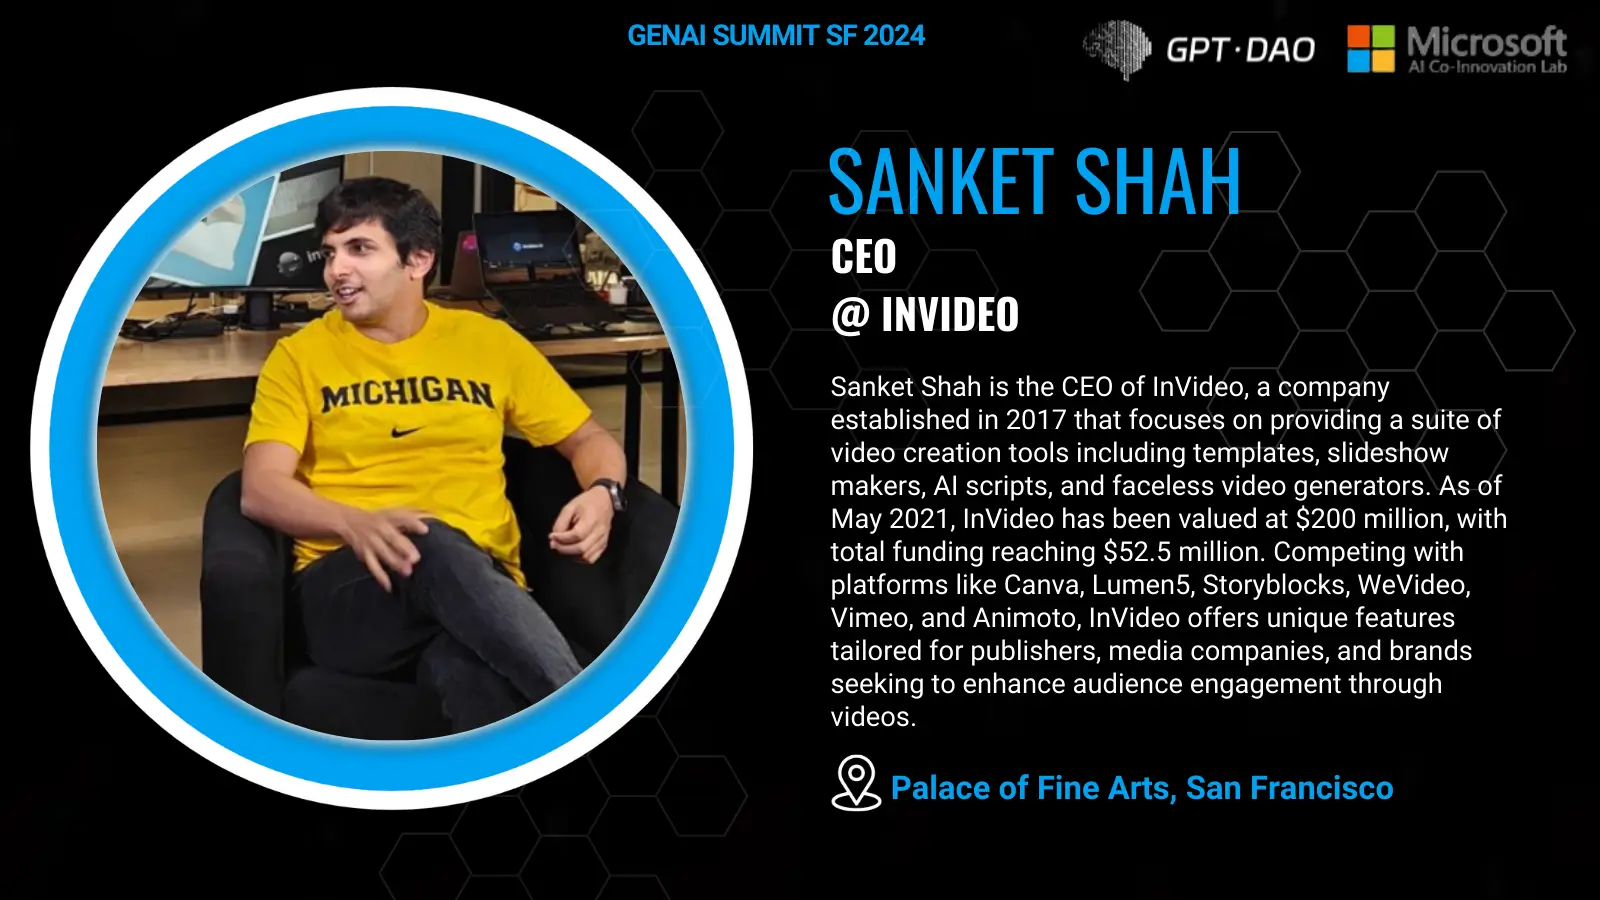 GENAI SUMMIT SF 2024
GPT·DAO
Microsoft
AI Co-Innovation Lab
SANKET SHAH
CEO
@ INVIDEO
MICHIGAN
Sanket Shah is the CEO of InVideo, a company
established in 2017 that focuses on providing a suite of
video creation tools including templates, slideshow
makers, AI scripts, and faceless video generators. As of
May 2021, InVideo has been valued at $200 million, with
total funding reaching $52.5 million. Competing with
platforms like Canva, Lumen5, Storyblocks, WeVideo,
Vimeo, and Animoto, InVideo offers unique features
tailored for publishers, media companies, and brands
seeking to enhance audience engagement through
videos.
Palace of Fine Arts, San Francisco